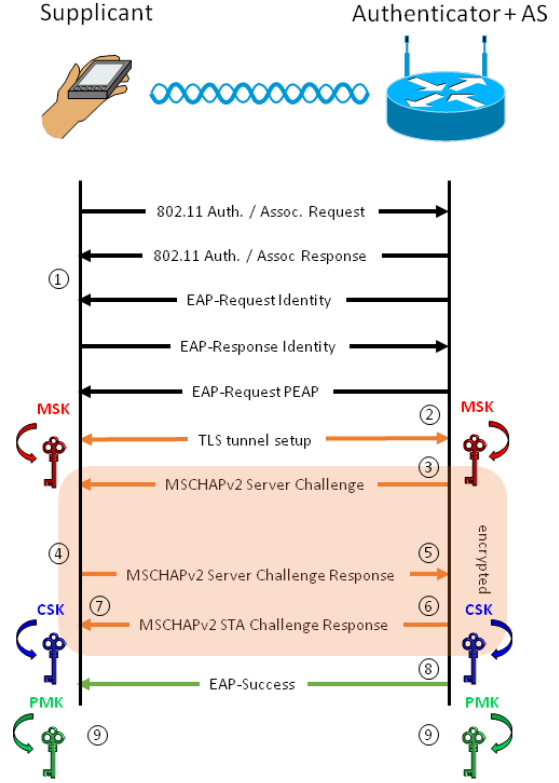 Supplicant
Authenticator + AS
802.11 Auth. / Assoc. Request
802.11 Auth. / Assoc Response
①
EAP-Request Identity
EAP-Response Identity
EAP-Request PEAP
MSK
②
MSK
TLS tunnel setup
③
MSCHAPv2 Server Challenge
encrypted
④
⑤
MSCHAPv2 Server Challenge Response
CSK
⑦
⑥
CSK
MSCHAPv2 STA Challenge Response
⑧
EAP-Success
PMK
PMK
⑨
⑨